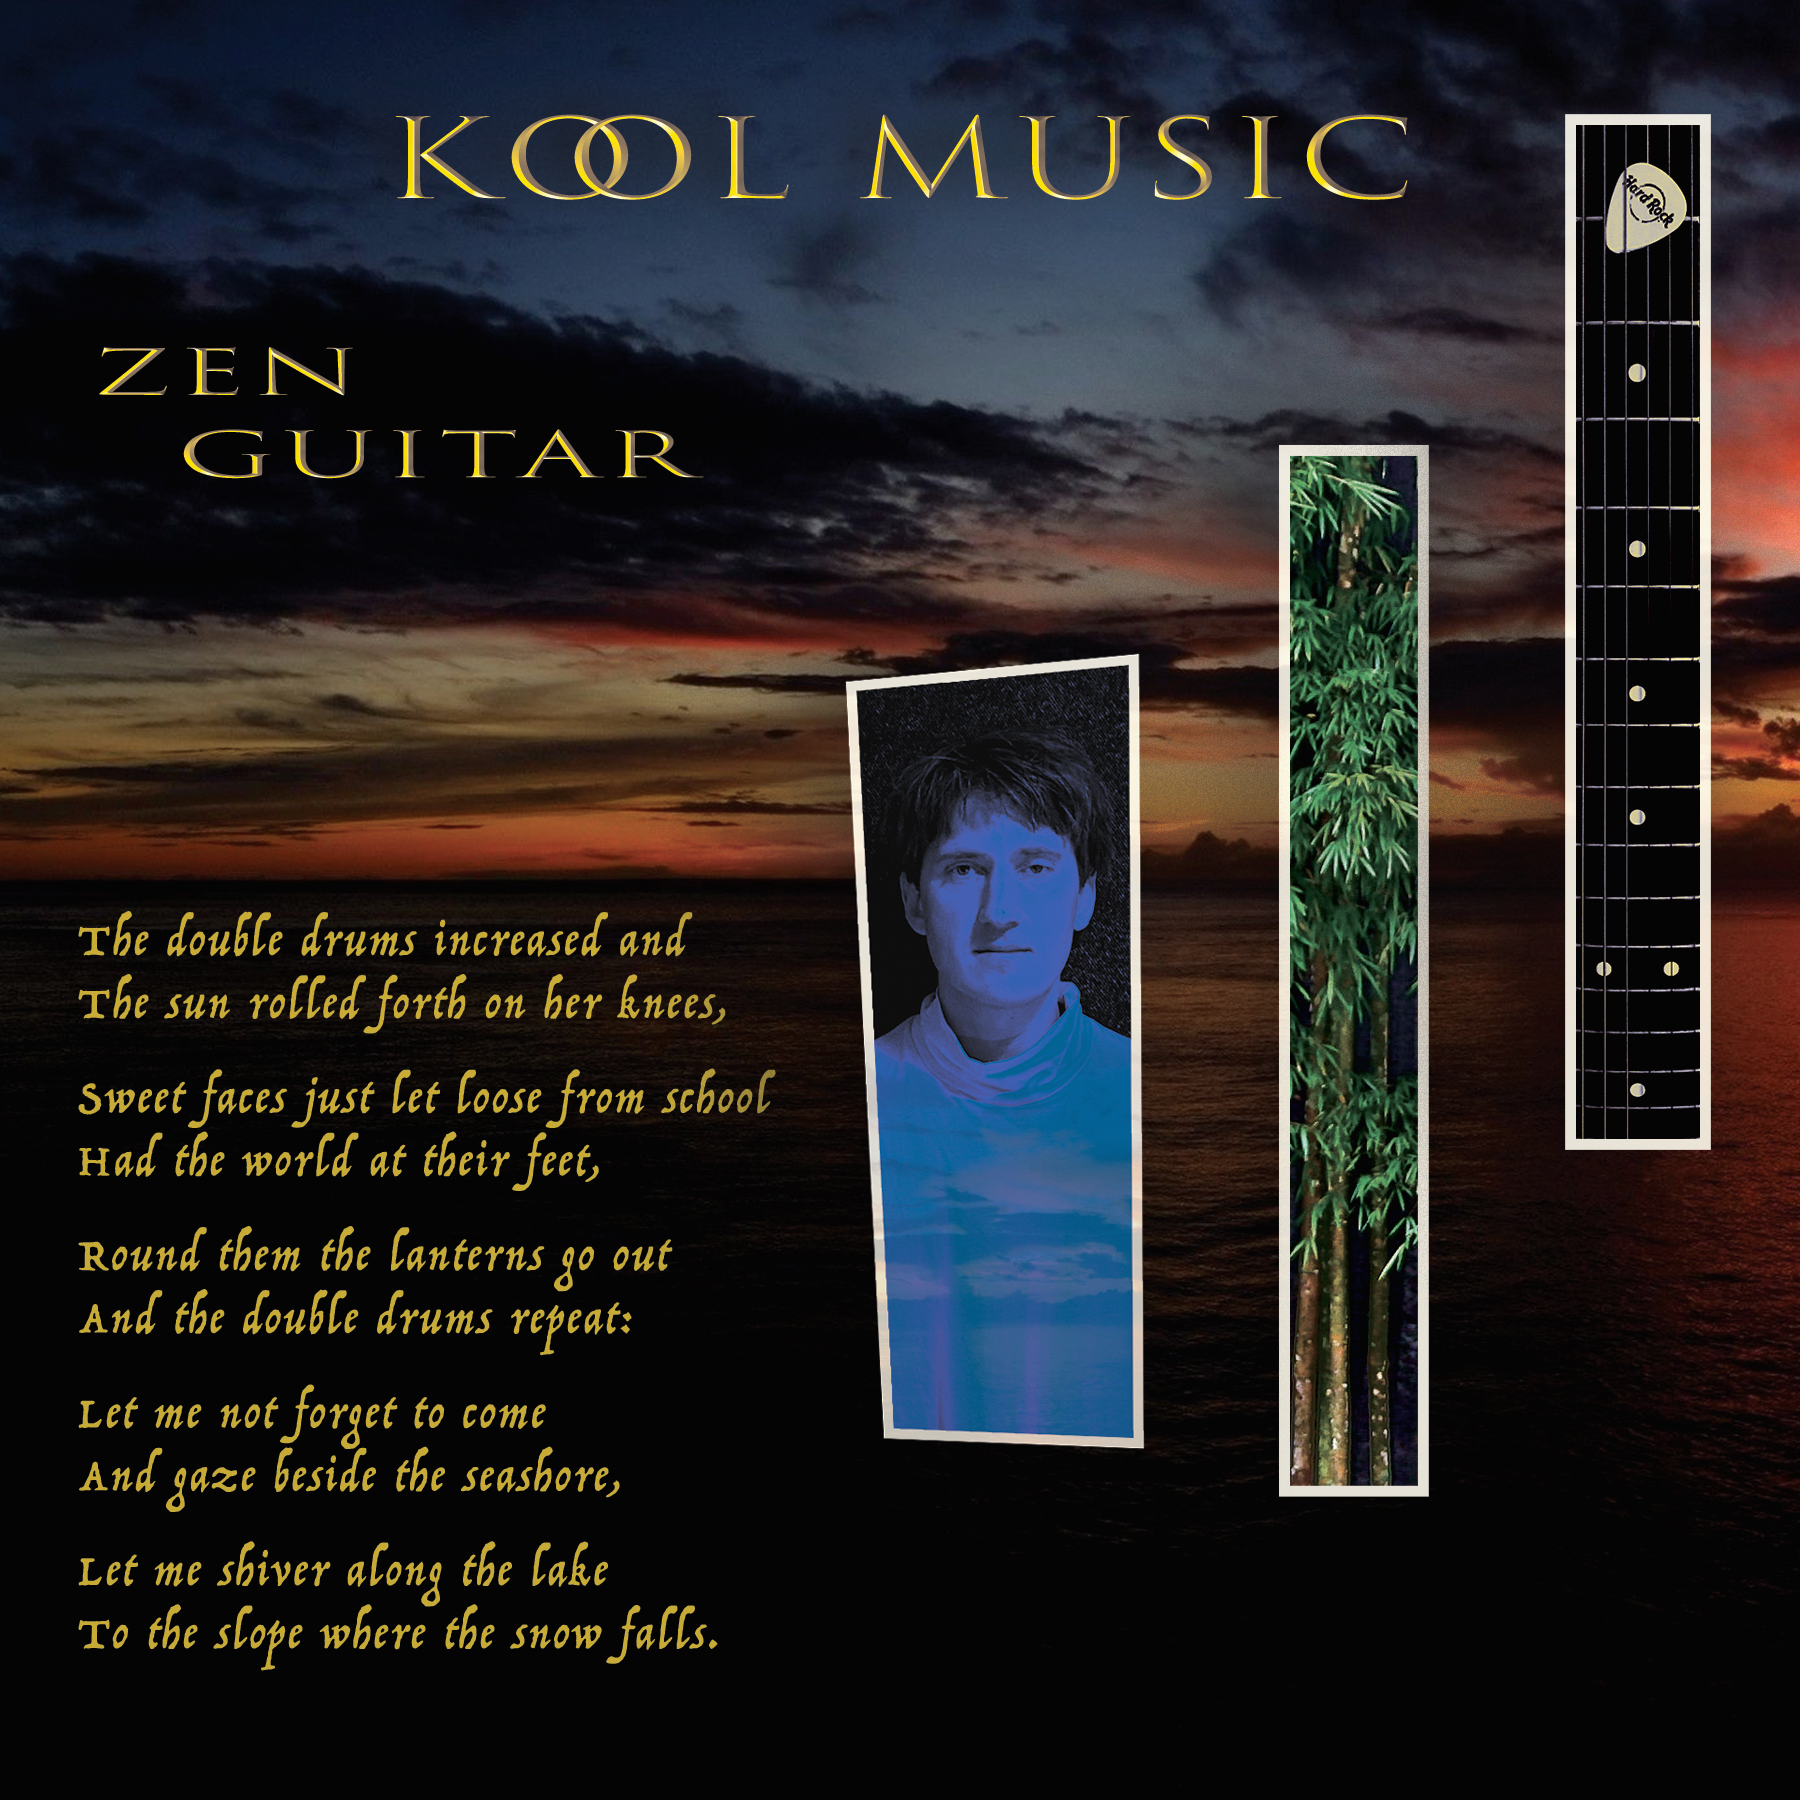 KOOL MUSIC
Hard Rock
ZEN
GUITAR
The double drums increased and
The sun rolled forth on her knees,
Sweet faces just let loose from school
Had the world at their feet,
Round them the lanterns go out
And the double drums repeat:
Let me not forget to come
And gaze beside the seashore,
Let me shiver along the lake
To the slope where the snow falls.